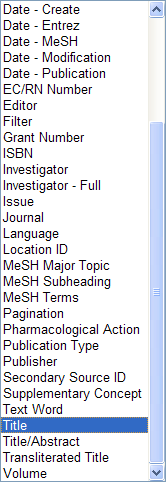 Date - Create
Date - Entrez
Date - MeSH
Date - Modification
Date - Publication
EC/RN Number
Editor
Filter
Grant Number
ISBN
Investigator
Investigator - Full
Issue
Journal
Language
Location ID
MeSH Major Topic
MeSH Subheading
MeSH Terms
Pagination
Pharmacological Action
Publication Type
Publisher
Secondary Source ID
Supplementary Concept
Text Word
Title
Title/Abstract
Transliterated Title
Volume